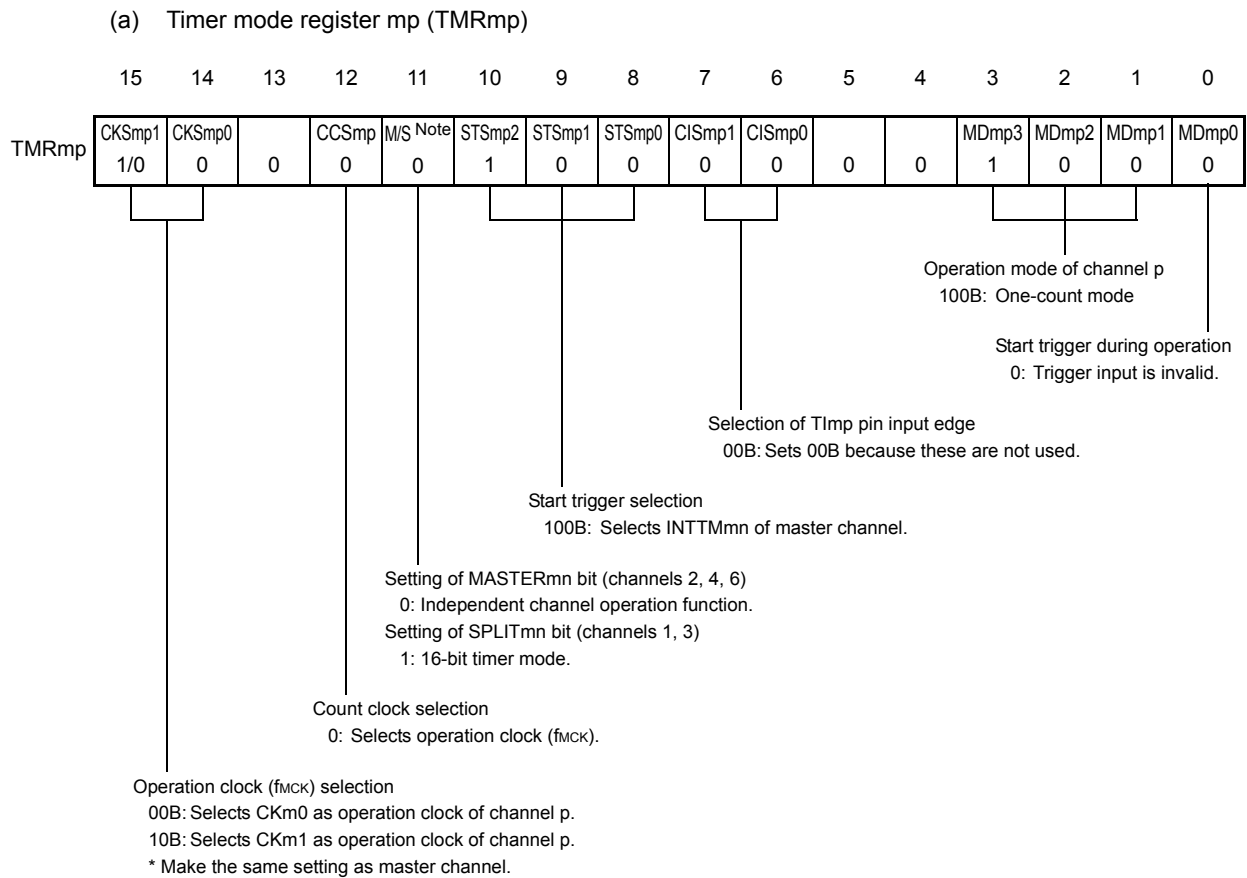 (a) Timer mode register mp (TMRmp)
15 14 13 12 11 10 9 8 7 6 5 4 3 2 1 0
TMRmp CKSmp1 CKSmp0 CCSmp M/S Note STSmp2 STSmp1 STSmp0 CISmp1 CISmp0 MDmp3 MDmp2 MDmp1 MDmp0
1/0 0 0 0 0 1 0 0 0 0 0 0 1 0 0 0
Operation mode of channel p
100B: One-count mode
Start trigger during operation
0: Trigger input is invalid.
Selection of TImp pin input edge
00B: Sets 00B because these are not used.
Start trigger selection
100B: Selects INTTMmn of master channel.
Setting of MASTERmn bit (channels 2, 4, 6)
0: Independent channel operation function.
Setting of SPLITmn bit (channels 1, 3)
1: 16-bit timer mode.
Count clock selection
0: Selects operation clock (fMCK).
Operation clock (fMCK) selection
00B: Selects CKm0 as operation clock of channel p.
10B: Selects CKm1 as operation clock of channel p.
* Make the same setting as master channel.